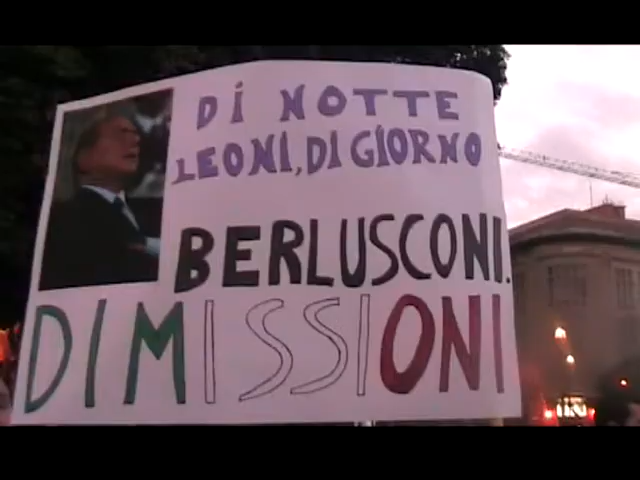 Di NOTTE
LEONI, DI GIORNO
BERLUSCONI.
DIMISSIONI